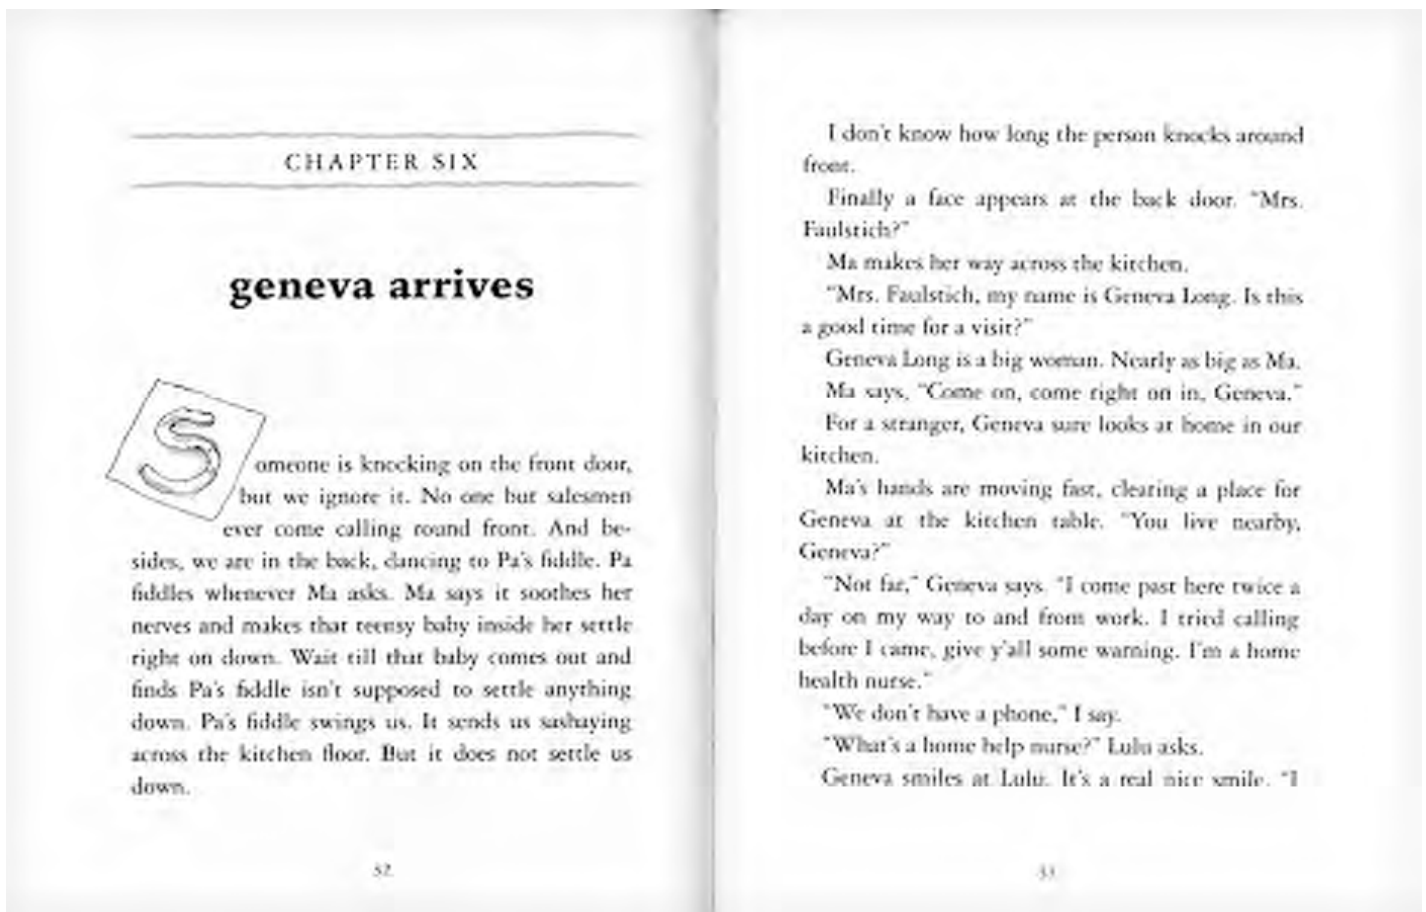 CHAPTER SIX
geneva arrives
Someone is knocking on the front door,
but we ignore it. No one but salesmen
ever come calling round front. And be-
sides, we are in the back, dancing to Pa's fiddle. Pa
fiddles whenever Ma asks. Ma says it soothes her
nerves and makes that teensy baby inside her settle
right on down. Wait till that baby comes out and
finds Pa's fiddle isn't supposed to settle anything
down. Pa's fiddle swings us. It sends us sashaying
across the kitchen floor. But it does not settle us
down.
32
I don't know how long the person knocks around
front.
Finally a face appears at the back door. "Mrs.
Faulstich?"
Ma makes her way across the kitchen.
"Mrs. Faulstich, my name is Geneva Long. Is this
a good time for a visit?"
Geneva Long is a big woman. Nearly as big as Ma.
Ma says, "Come on, come right on in, Geneva."
For a stranger, Geneva sure looks at home in our
kitchen.
Ma's hands are moving fast, clearing a place for
Geneva at the kitchen table. "You live nearby,
Geneva?"
"Not far," Geneva says. "I come past here twice a
day on my way to and from work. I tried calling
before I came, give y'all some warning. I'm a home
health nurse."
"We don't have a phone," I say.
"What's a home help nurse?" Lulu asks.
Geneva smiles at Lulu. It's a real nice smile. "I
33